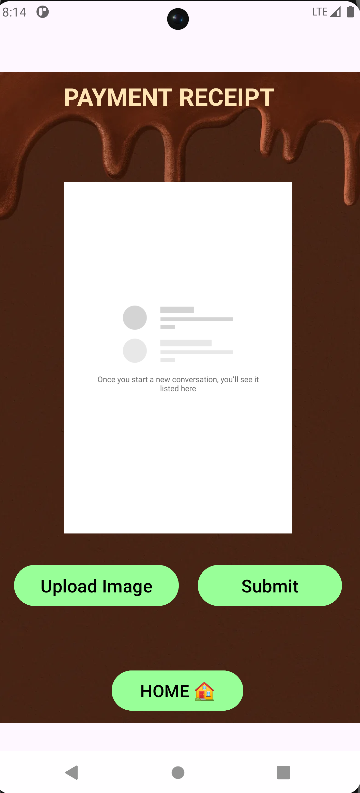 8:14
LTE
PAYMENT RECEIPT
Once you start a new conversation, you'll see it
listed here
Upload Image
Submit
HOME 🏠